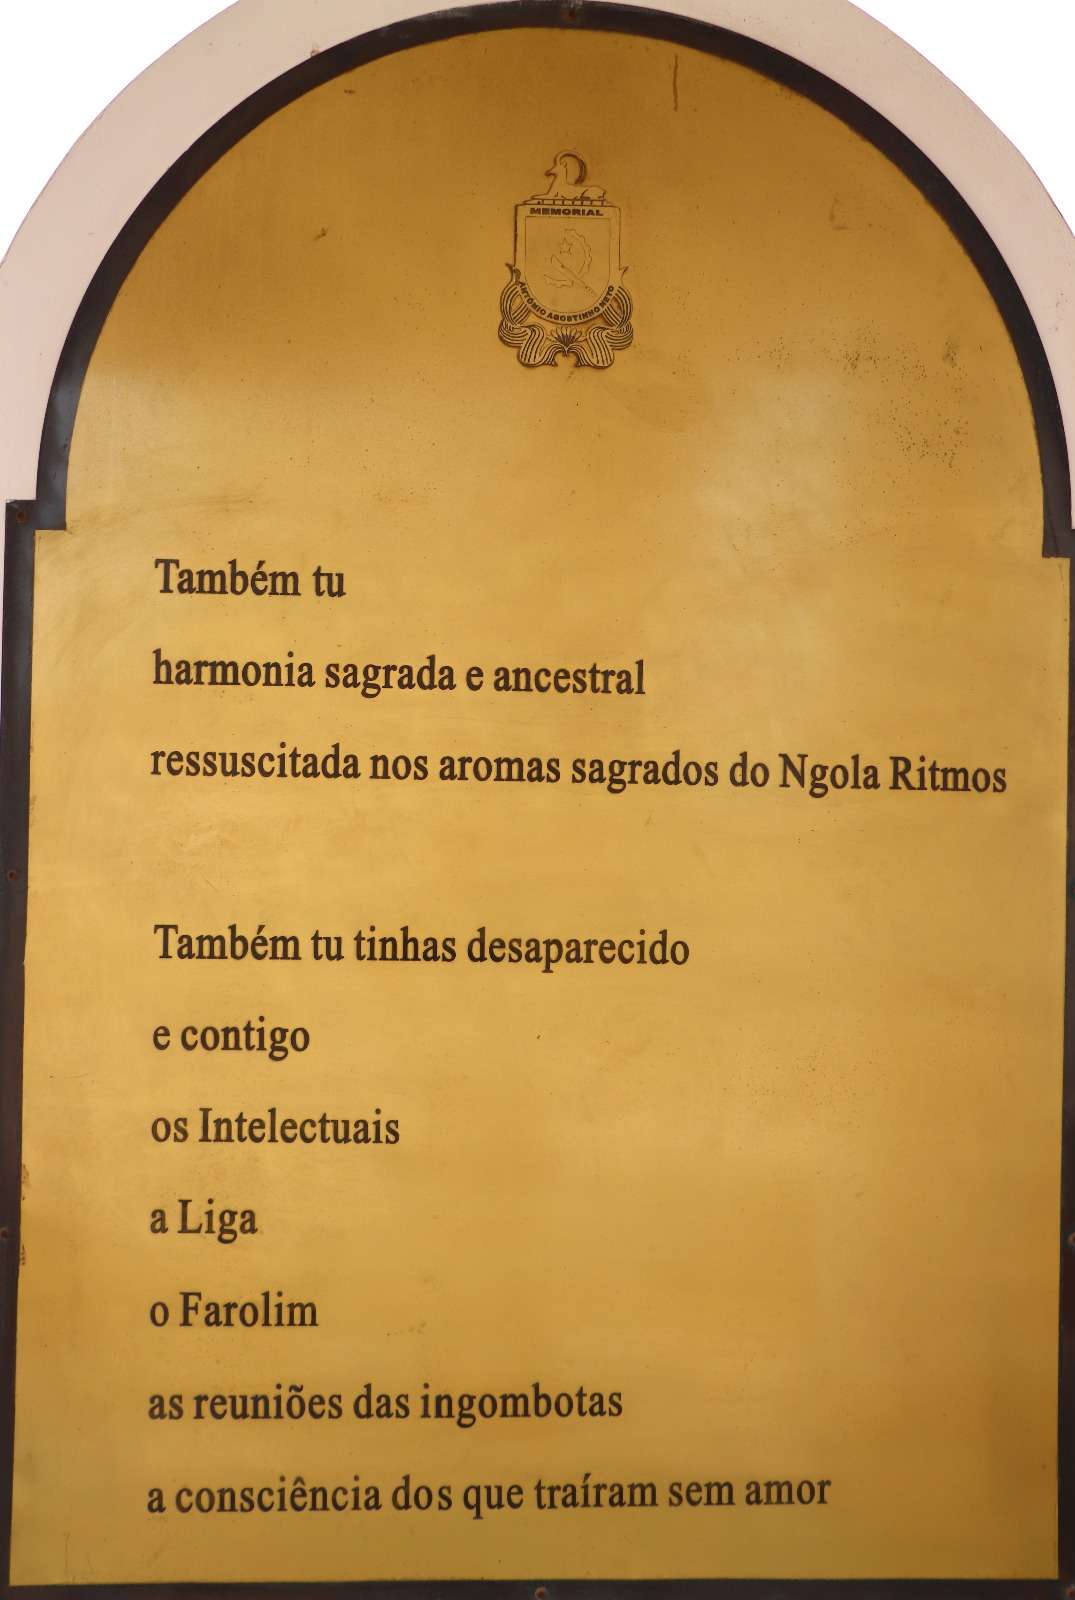 MEMORIAL
ANTÓNIO AGOSTINHO NETO
Também tu
harmonia sagrada e ancestral
ressuscitada nos aromas sagrados do Ngola Ritmos
Também tu tinhas desaparecido
e contigo
os Intelectuais
a Liga
o Farolim
as reuniões das ingombotas
a consciência dos que traíram sem amor